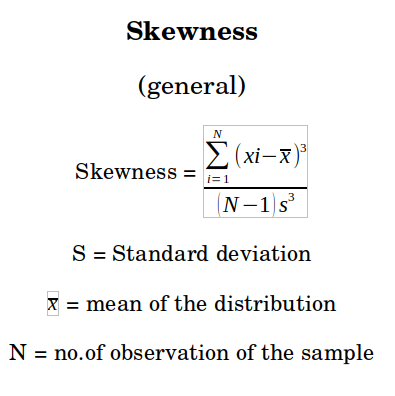 Skewness
(general)
Skewness = \frac{\sum_{i=1}^{N} (xi-\overline{x})^3}{(N-1)s^3}
S = Standard deviation
x̅ = mean of the distribution
N = no.of observation of the sample